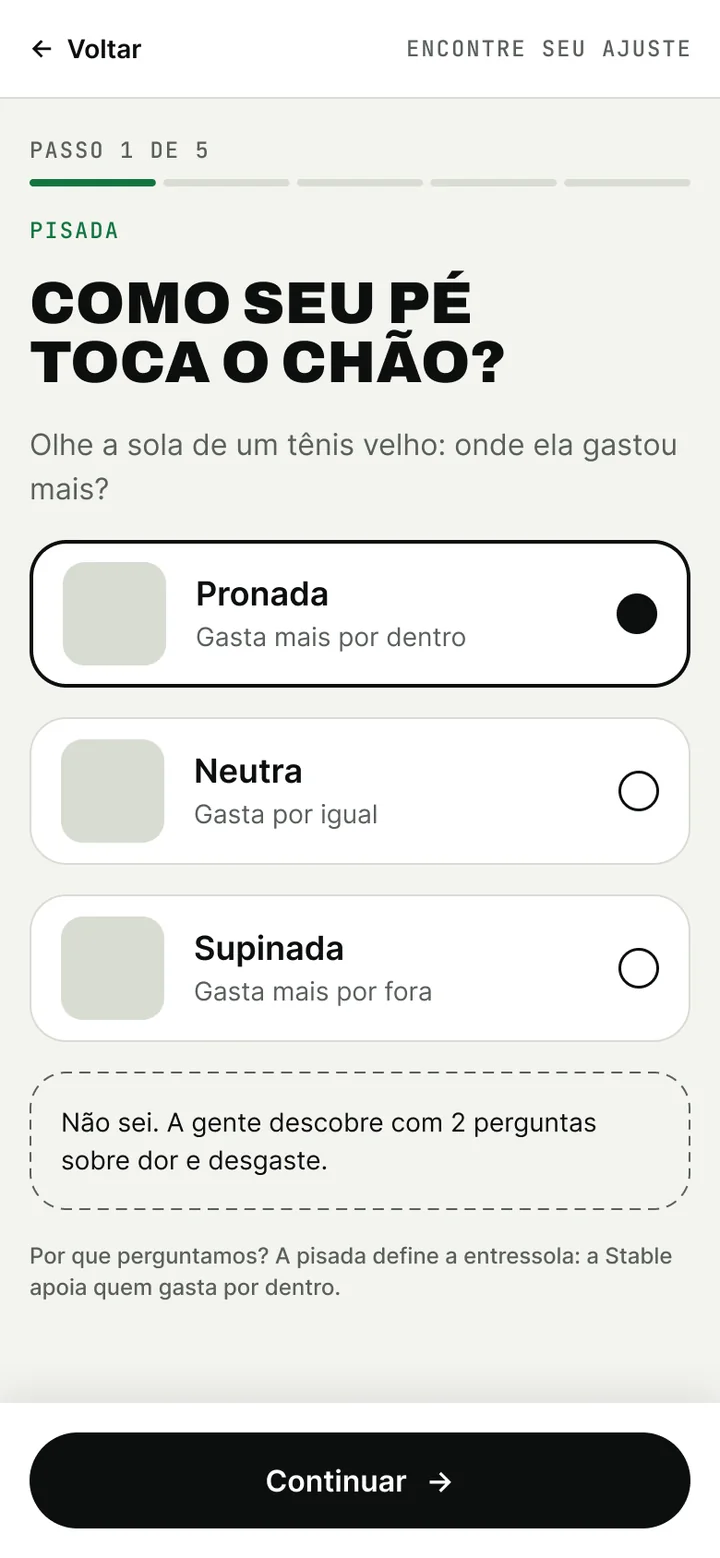 ← Voltar
ENCONTRE SEU AJUSTE
PASSO 1 DE 5
PISADA
COMO SEU PÉ
TOCA O CHÃO?
Olhe a sola de um tênis velho: onde ela gastou
mais?
Pronada
Gasta mais por dentro
Neutra
Gasta por igual
Supinada
Gasta mais por fora
Não sei. A gente descobre com 2 perguntas
sobre dor e desgaste.
Por que perguntamos? A pisada define a entressola: a Stable
apoia quem gasta por dentro.
Continuar →